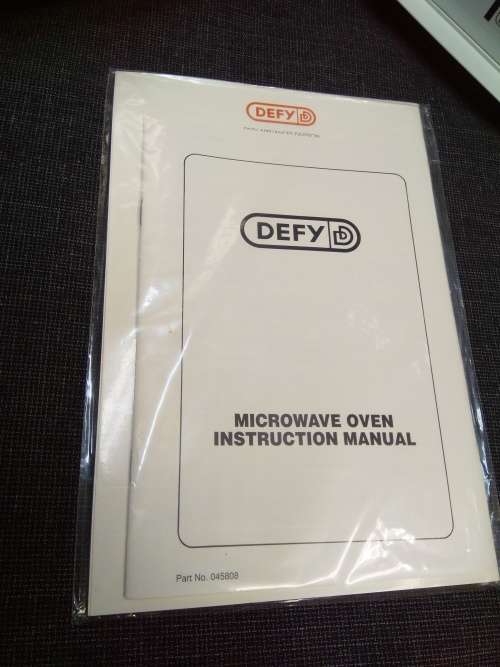 DEFY
DEFY
MICROWAVE OVEN
INSTRUCTION MANUAL
Part No. 045808